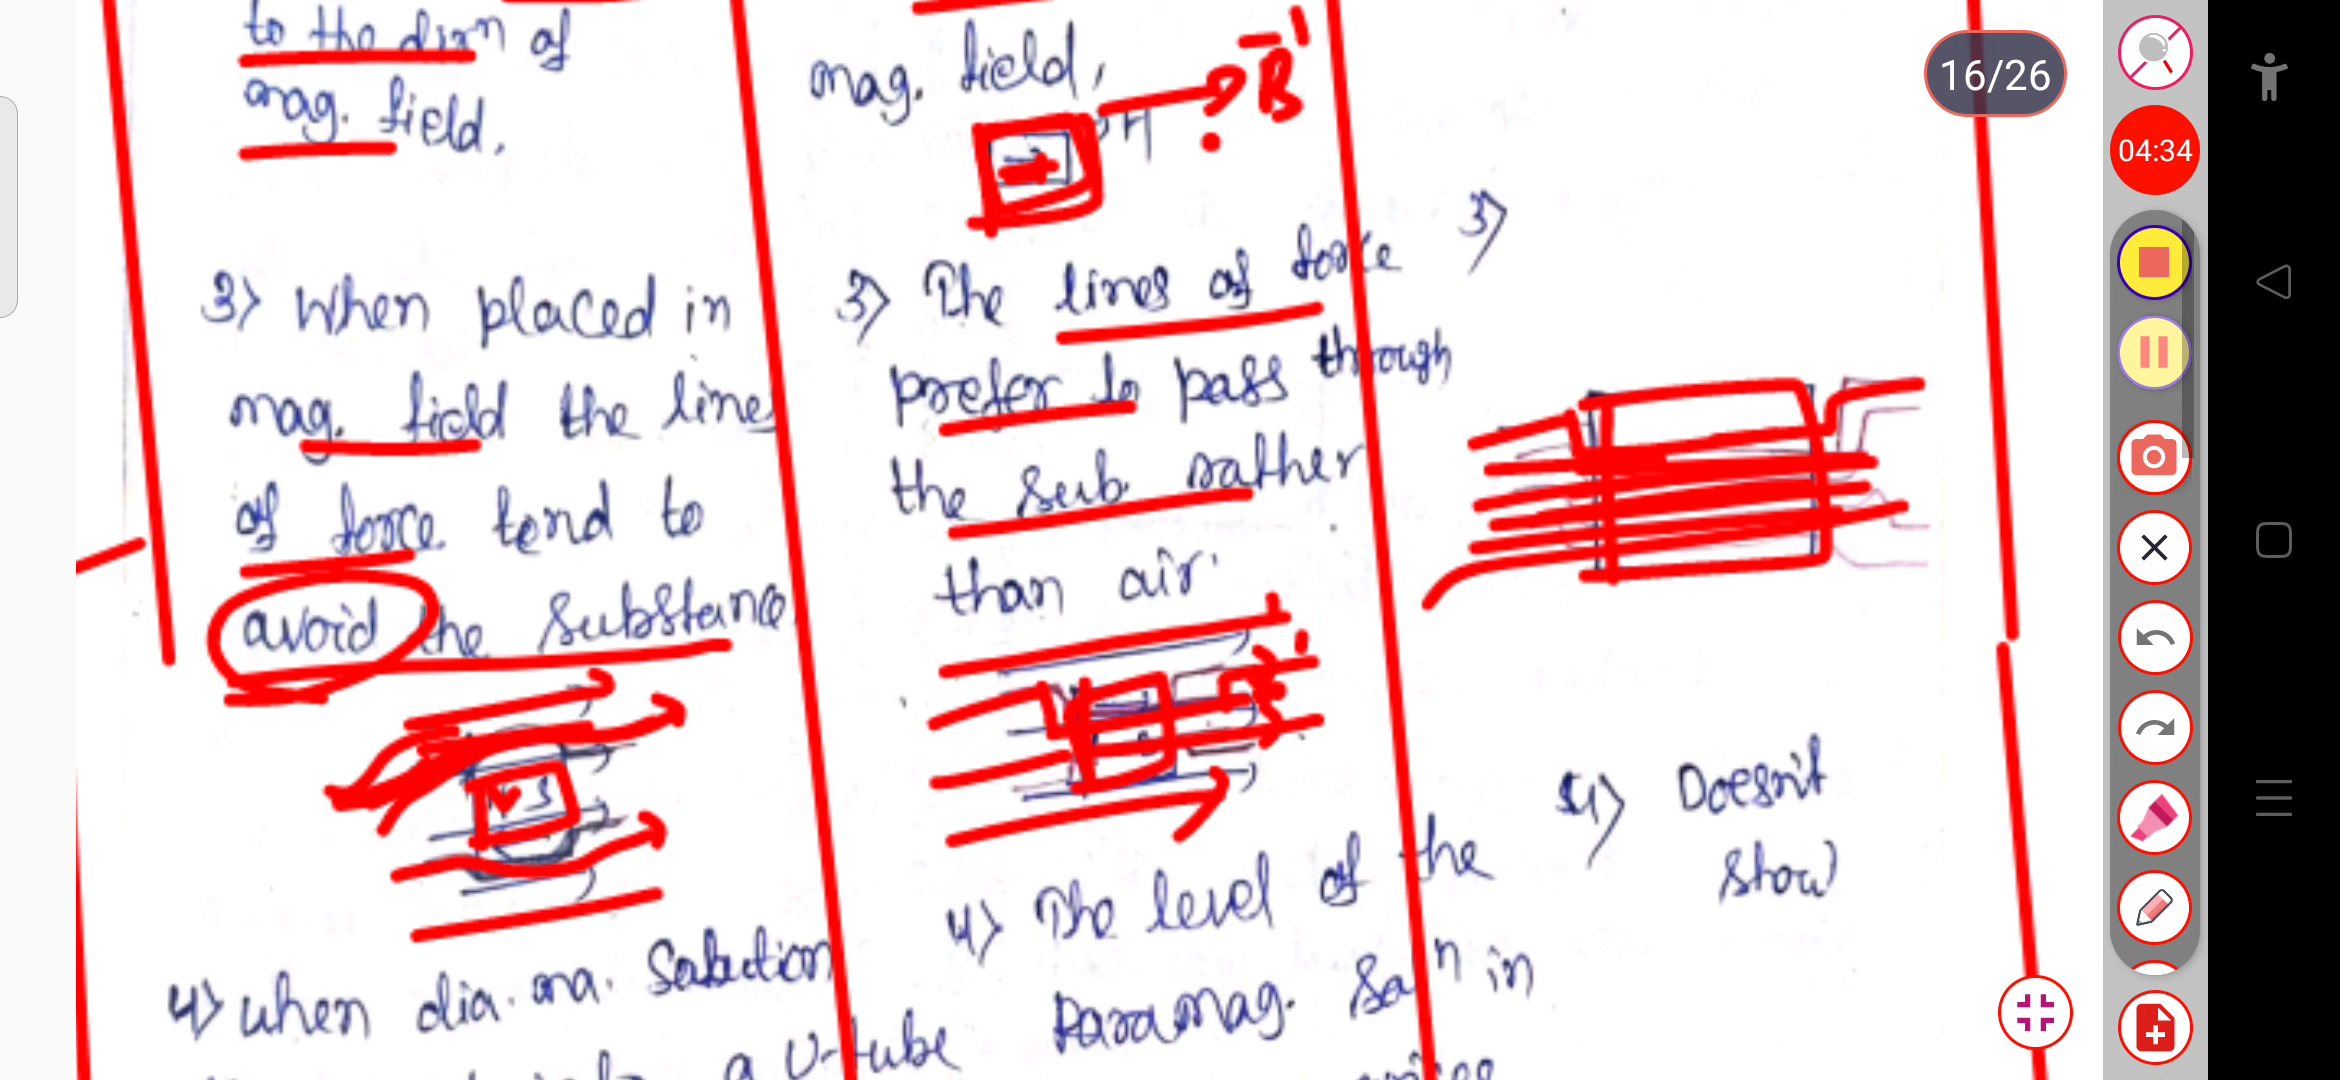 to the dirn of
mag. field.
mag. field,
H
B
16/26
04:34
3) When placed in
mag. field the lines
of force tend to
avoid the substance
3) The lines of force
prefer to pass through
the sub. rather
than air.
3)
4) when dia. ma. Solution
a U-tube
4) The level of the
Paramag. Soln in
4) Doesn't
show